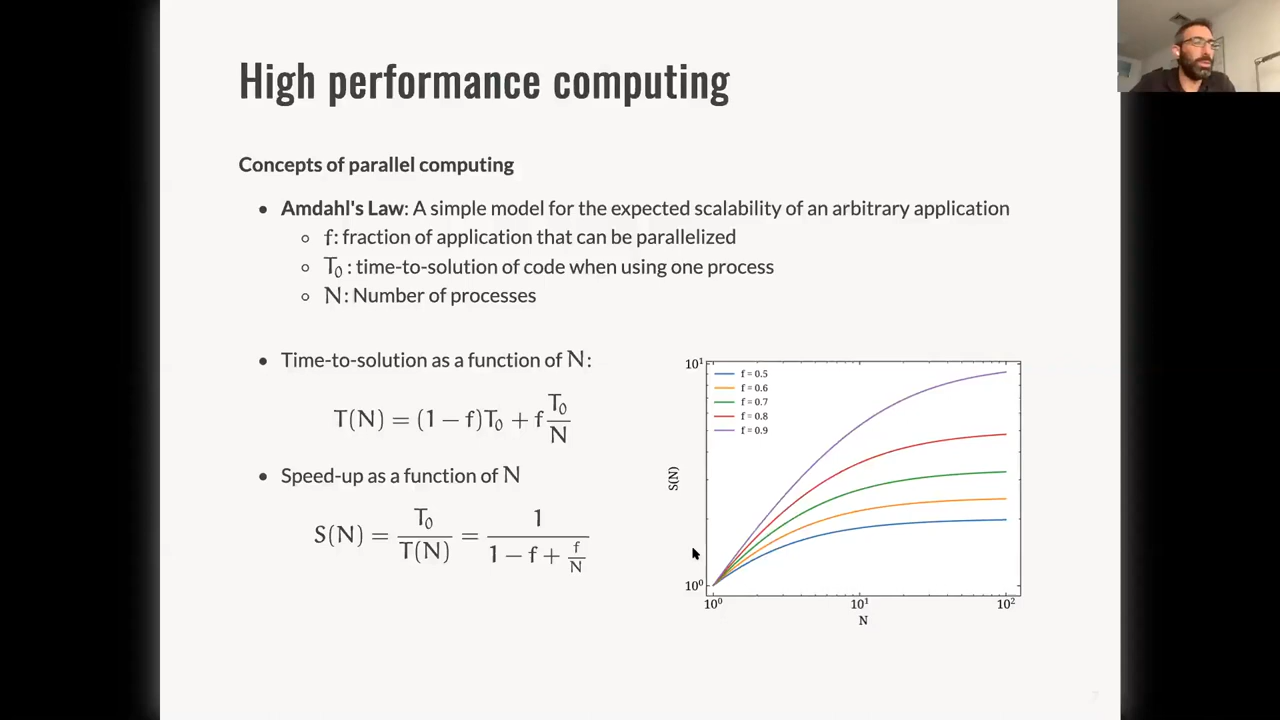 High performance computing
Concepts of parallel computing
• Amdahl's Law: A simple model for the expected scalability of an arbitrary application
○ f: fraction of application that can be parallelized
○ T₀ : time-to-solution of code when using one process
○ N: Number of processes
• Time-to-solution as a function of N:
T(N) = (1 − f)T₀ + f T₀/N
• Speed-up as a function of N
S(N) = T₀/T(N) = 1/(1 − f + f/N)
10¹
f = 0.5
f = 0.6
f = 0.7
f = 0.8
f = 0.9
S(N)
10⁰
10⁰ 10¹ 10²
N
7